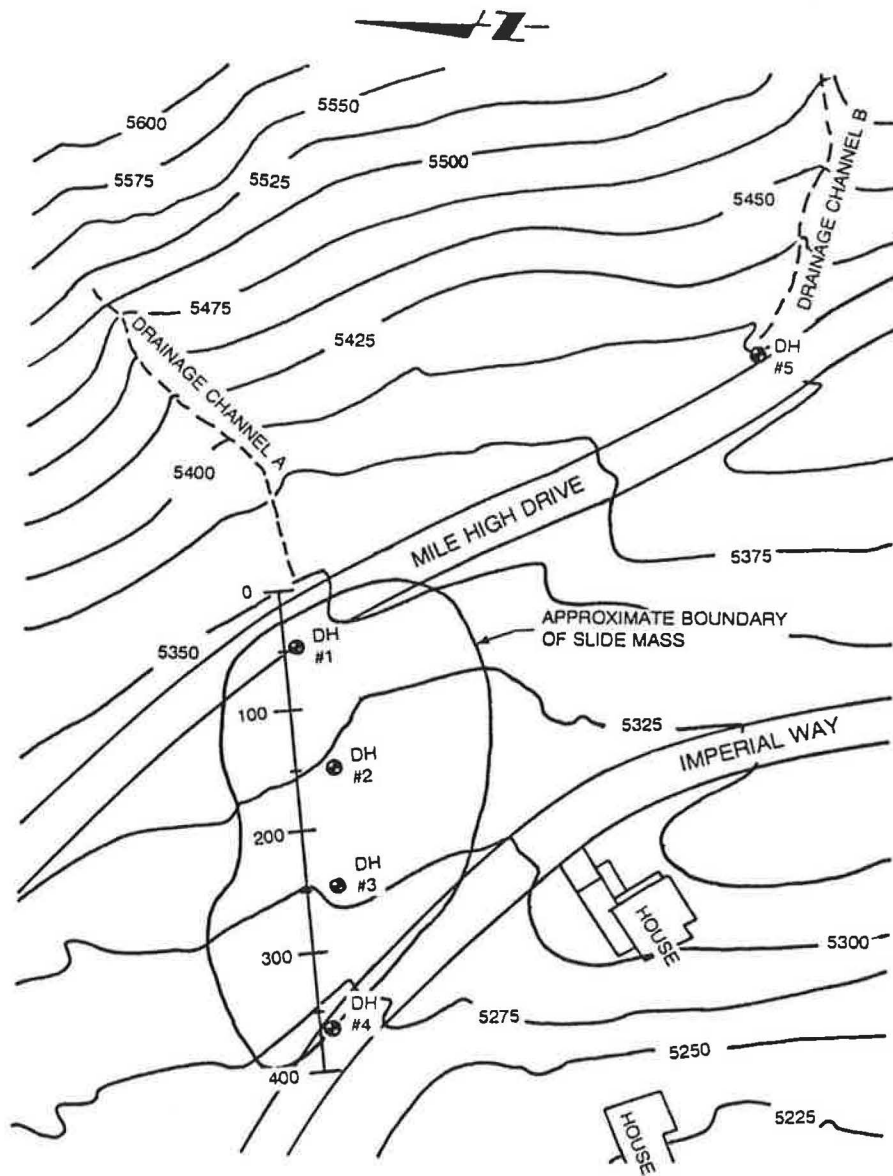 N
5600
5550
5575
5525
5500
5450
DRAINAGE CHANNEL B
5475
DRAINAGE CHANNEL A
5425
DH
#5
5400
MILE HIGH DRIVE
5375
0
APPROXIMATE BOUNDARY
OF SLIDE MASS
DH
#1
5350
100
5325
IMPERIAL WAY
DH
#2
200
DH
#3
HOUSE
5300
300
DH
#4
5275
5250
400
HOUSE
5225